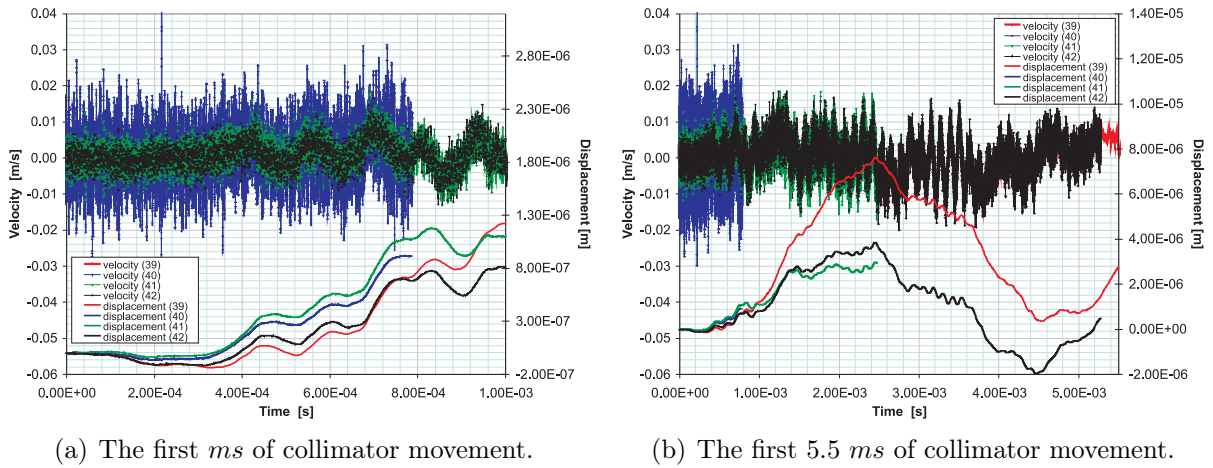 0.04
0.03
0.02
0.01
0.00
-0.01
-0.02
-0.03
-0.04
-0.05
-0.06
Velocity [m/s]
velocity (39)
velocity (40)
velocity (41)
velocity (42)
displacement (39)
displacement (40)
displacement (41)
displacement (42)
2.80E-06
2.30E-06
1.80E-06
1.30E-06
8.00E-07
3.00E-07
-2.00E-07
Displacement [m]
0.00E+00 2.00E-04 4.00E-04 6.00E-04 8.00E-04 1.00E-03
Time [s]
(a) The first ms of collimator movement.
0.04
0.03
0.02
0.01
0.00
-0.01
-0.02
-0.03
-0.04
-0.05
-0.06
Velocity [m/s]
velocity (39)
velocity (40)
velocity (41)
velocity (42)
displacement (39)
displacement (40)
displacement (41)
displacement (42)
1.40E-05
1.20E-05
1.00E-05
8.00E-06
6.00E-06
4.00E-06
2.00E-06
0.00E+00
-2.00E-06
Displacement [m]
0.00E+00 1.00E-03 2.00E-03 3.00E-03 4.00E-03 5.00E-03
Time [s]
(b) The first 5.5 ms of collimator movement.